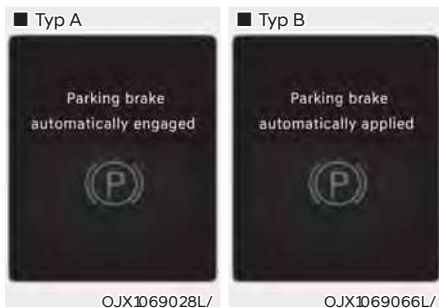 ■ Typ A
Parking brake
automatically engaged
P
OJX1069028L/
■ Typ B
Parking brake
automatically applied
P
OJX1069066L/